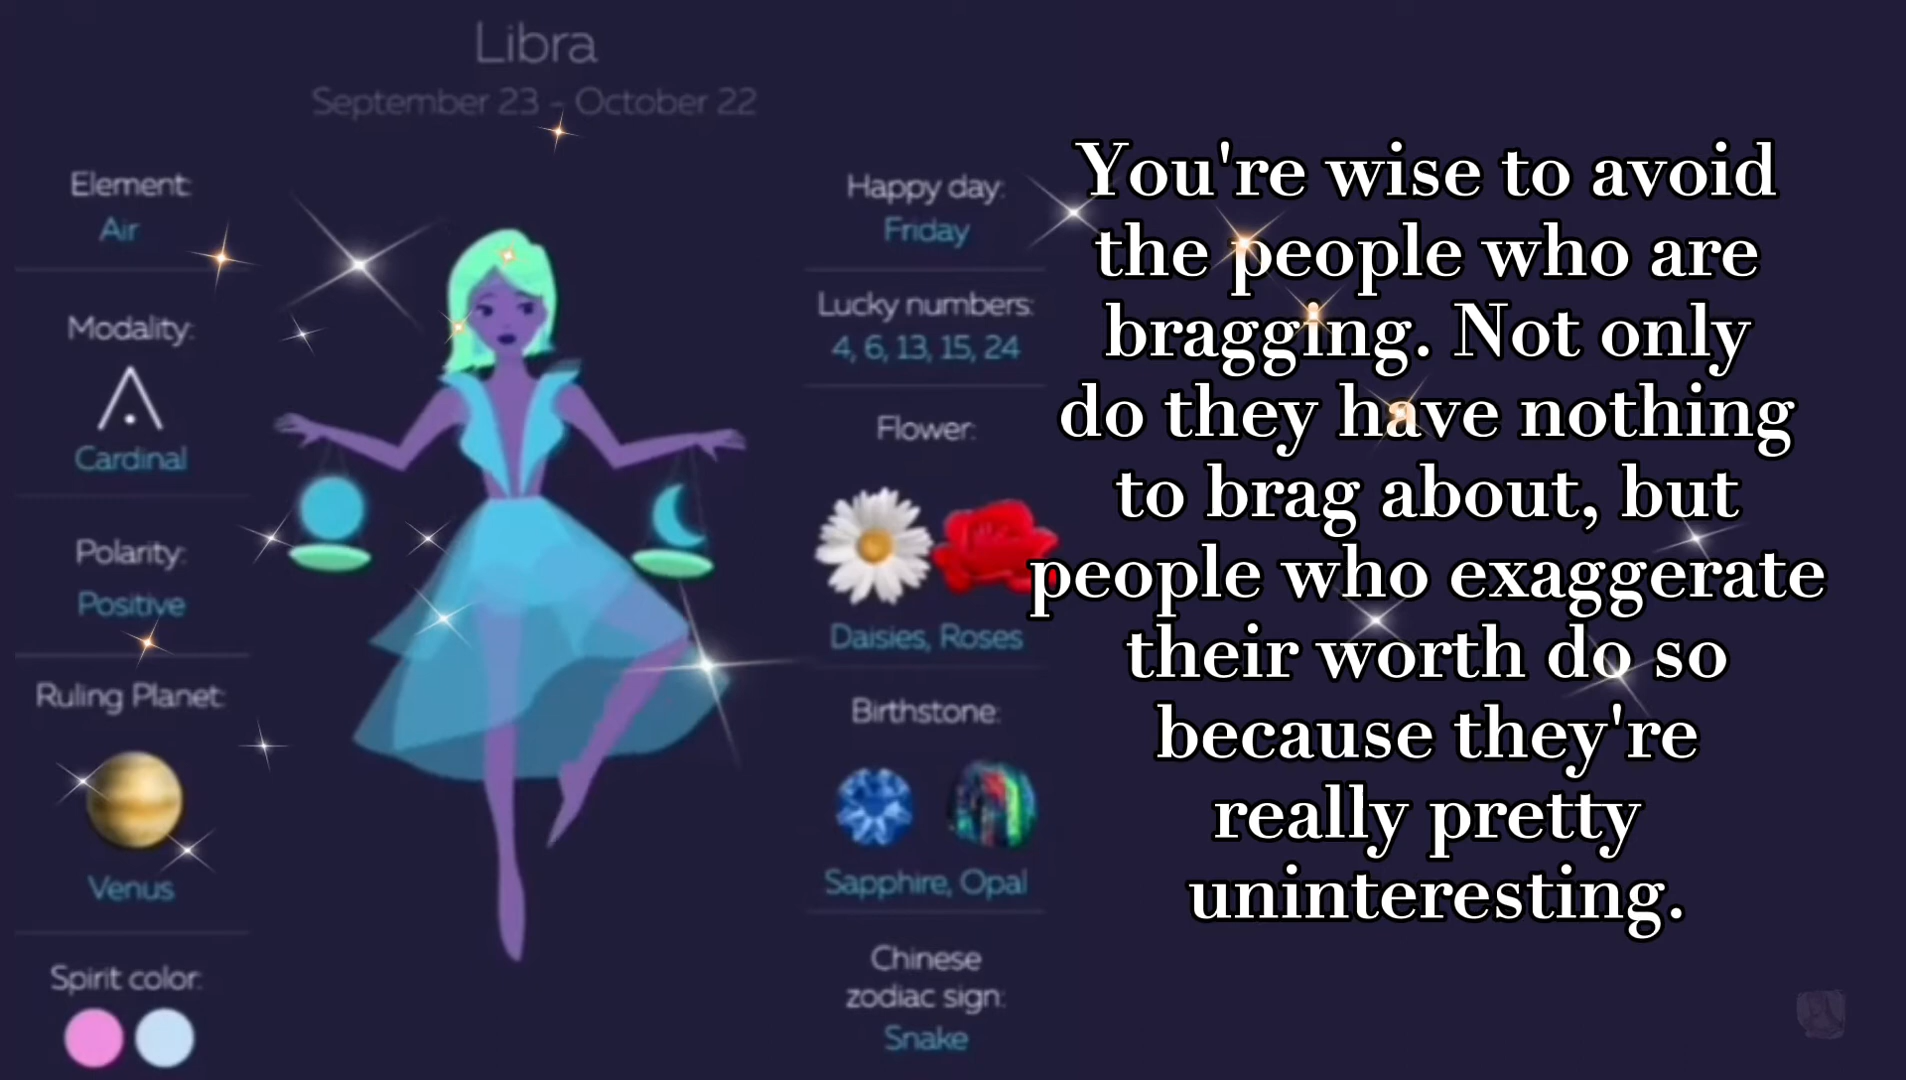 Libra
September 23 - October 22
Element:
Air
Modality:
Cardinal
Polarity:
Positive
Ruling Planet:
Venus
Spirit color:
Happy day:
Friday
Lucky numbers:
4, 6, 13, 15, 24
Flower:
Daisies, Roses
Birthstone:
Sapphire, Opal
Chinese
zodiac sign:
Snake
You're wise to avoid
the people who are
bragging. Not only
do they have nothing
to brag about, but
people who exaggerate
their worth do so
because they're
really pretty
uninteresting.